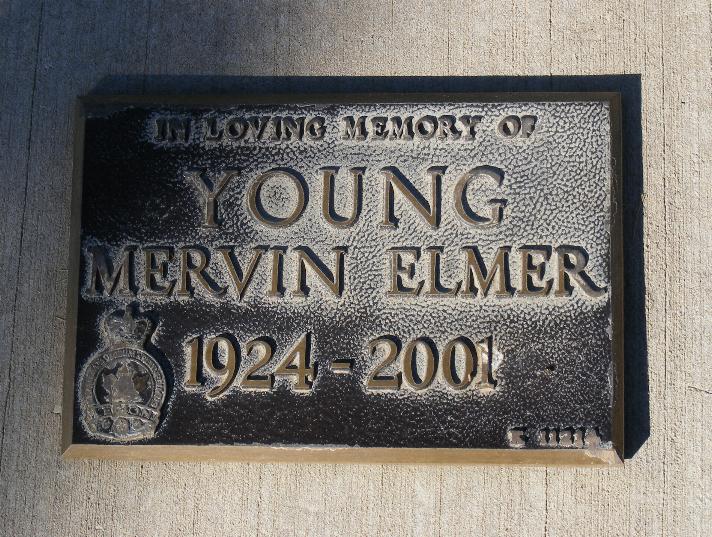 IN LOVING MEMORY OF
YOUNG
MERVIN ELMER
1924 - 2001